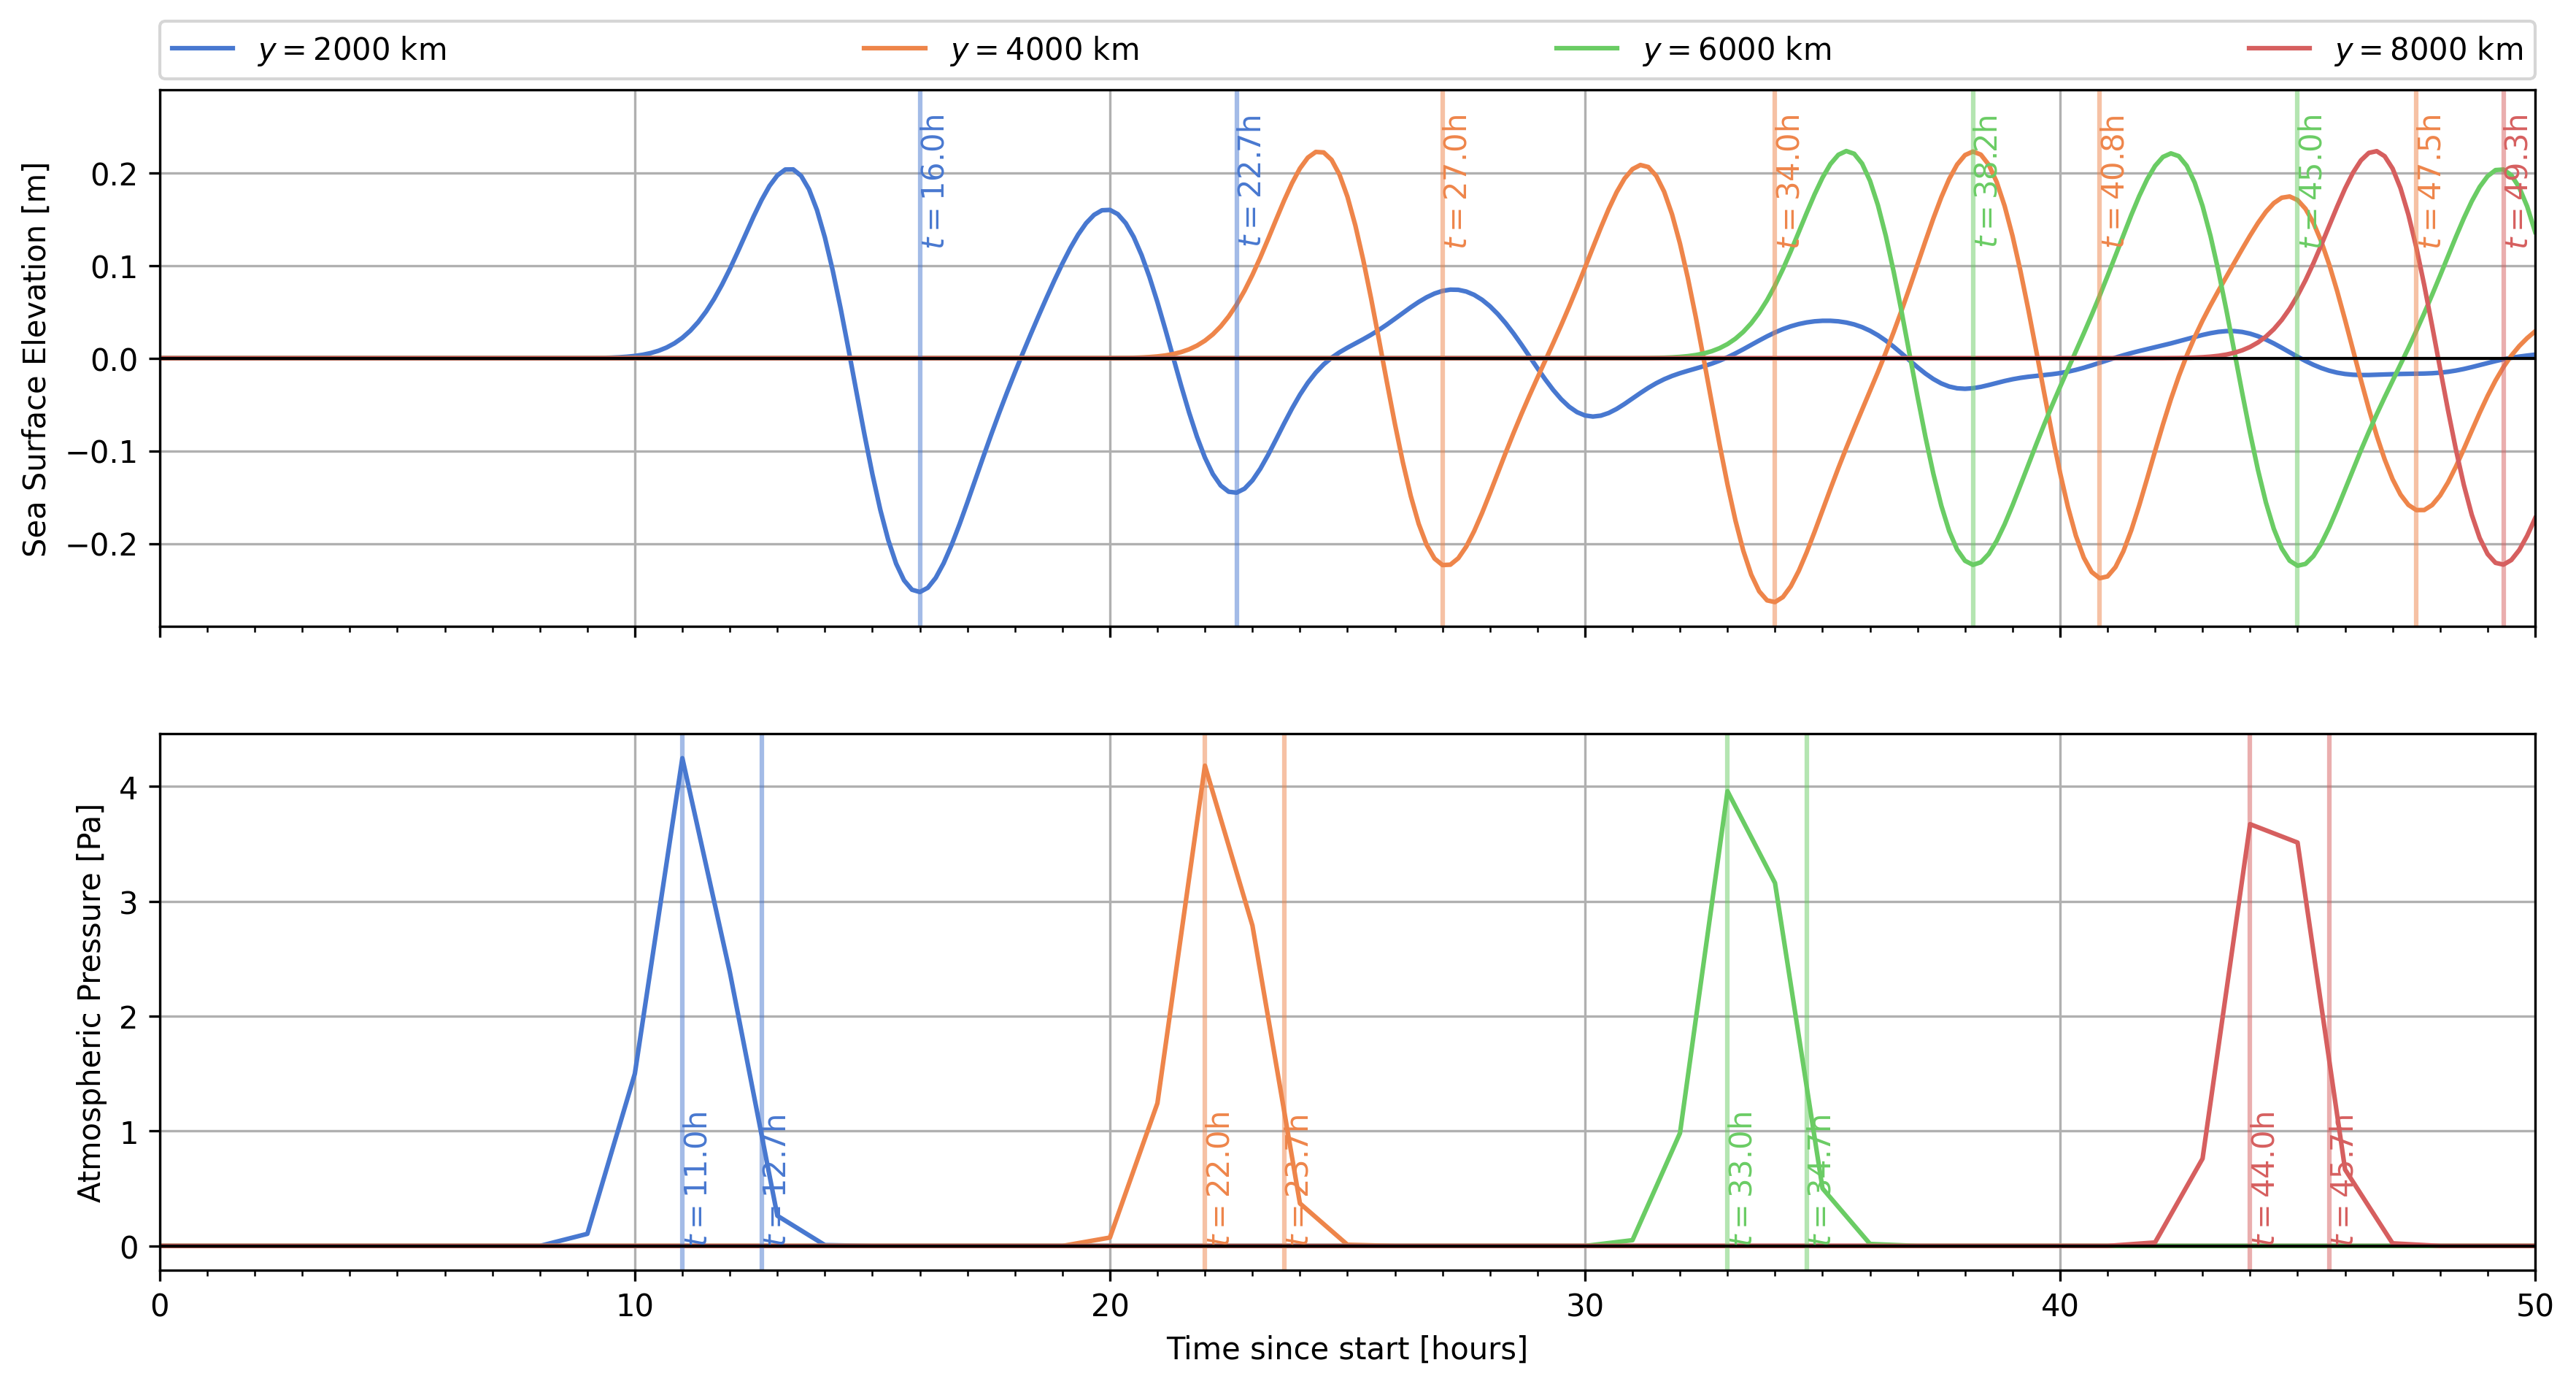 y = 2000 km
y = 4000 km
y = 6000 km
y = 8000 km
Sea Surface Elevation [m]
0.2
0.1
0.0
−0.1
−0.2
t = 16.0h
t = 22.7h
t = 27.0h
t = 34.0h
t = 38.2h
t = 40.8h
t = 45.0h
t = 47.5h
t = 49.3h
Atmospheric Pressure [Pa]
4
3
2
1
0
t = 11.0h
t = 12.7h
t = 22.0h
t = 23.7h
t = 33.0h
t = 34.7h
t = 44.0h
t = 45.7h
0 10 20 30 40 50
Time since start [hours]